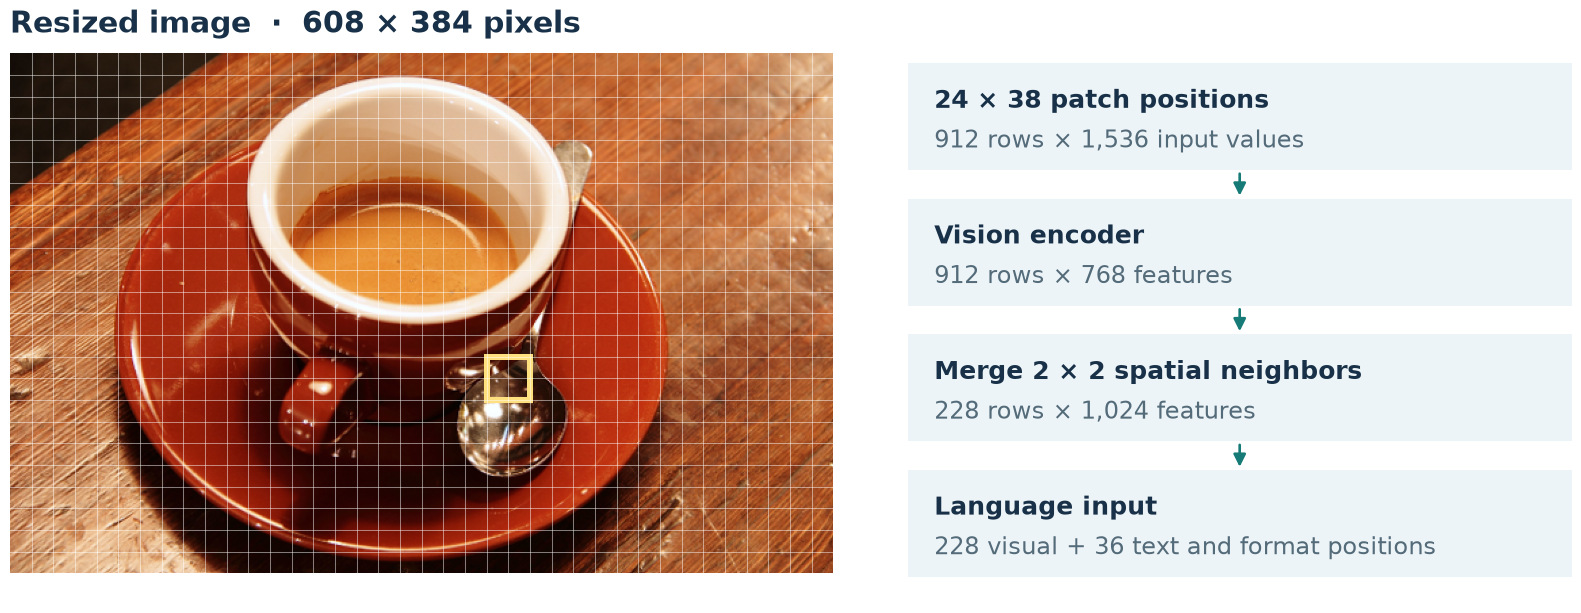 Resized image · 608 × 384 pixels
24 × 38 patch positions
912 rows × 1,536 input values
Vision encoder
912 rows × 768 features
Merge 2 × 2 spatial neighbors
228 rows × 1,024 features
Language input
228 visual + 36 text and format positions